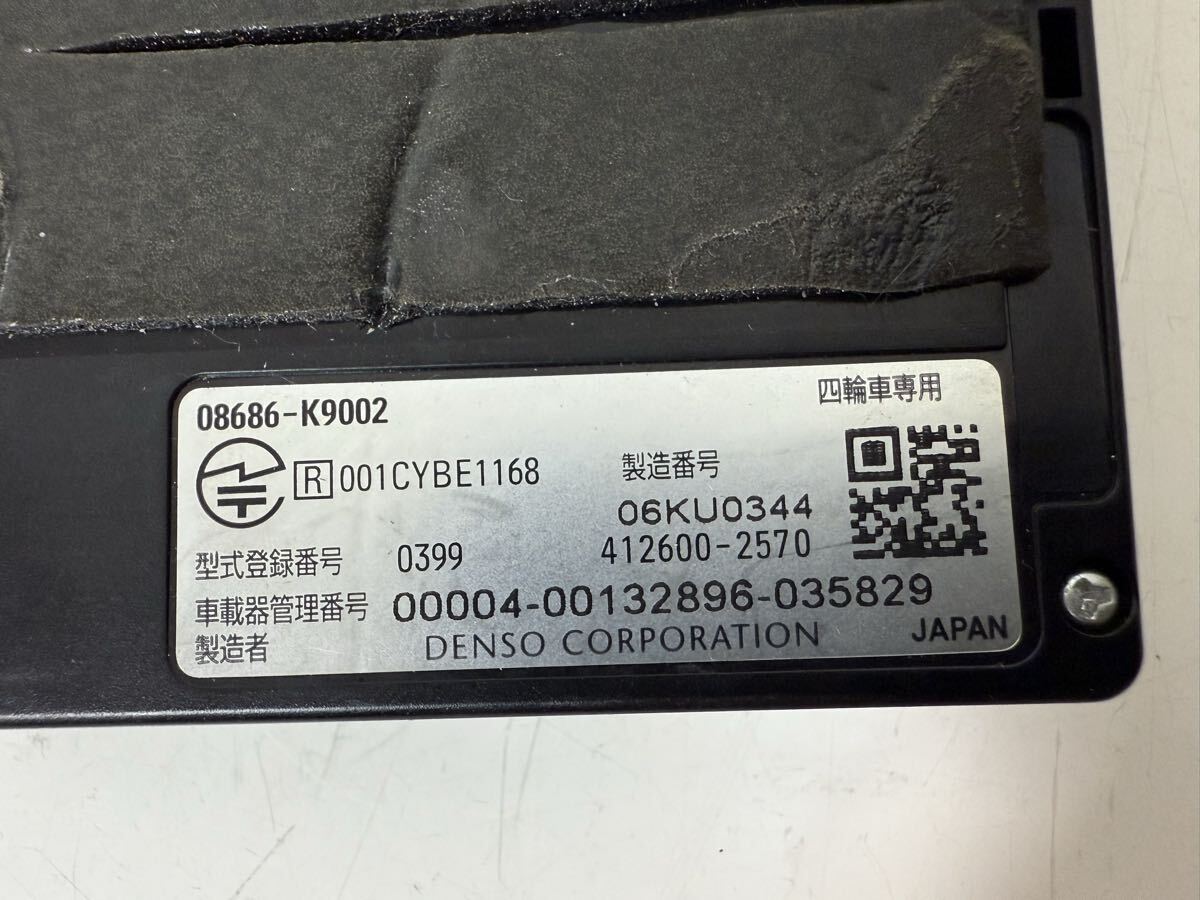 08686-K9002
四輪車専用
R 001CYBE1168
製造番号
06KU0344
型式登録番号 0399
412600-2570
車載器管理番号 00004-00132896-035829
製造者 DENSO CORPORATION JAPAN